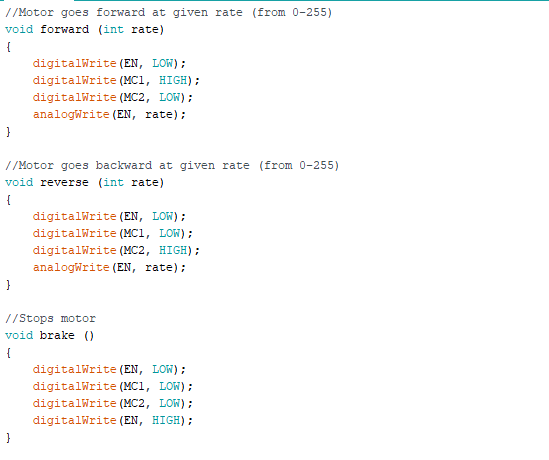 //Motor goes forward at given rate (from 0-255)
void forward (int rate)
{
    digitalWrite(EN, LOW);
    digitalWrite(MC1, HIGH);
    digitalWrite(MC2, LOW);
    analogWrite(EN, rate);
}

//Motor goes backward at given rate (from 0-255)
void reverse (int rate)
{
    digitalWrite(EN, LOW);
    digitalWrite(MC1, LOW);
    digitalWrite(MC2, HIGH);
    analogWrite(EN, rate);
}

//Stops motor
void brake ()
{
    digitalWrite(EN, LOW);
    digitalWrite(MC1, LOW);
    digitalWrite(MC2, LOW);
    digitalWrite(EN, HIGH);
}